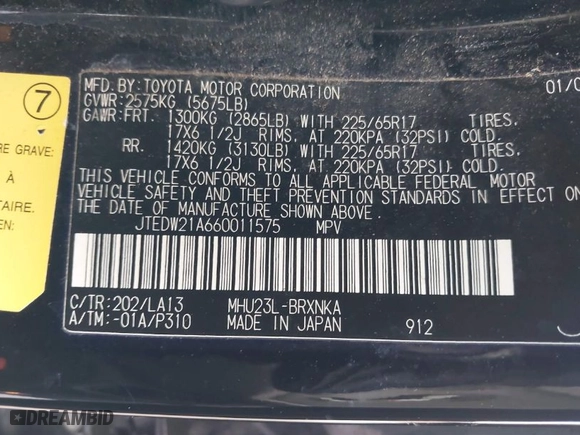 MFD.BY:TOYOTA MOTOR CORPORATION 01/0
GVWR:2575KG (5675LB)
GAWR:FRT. 1300KG (2865LB) WITH 225/65R17 TIRES.
17X6 1/2J RIMS. AT 220KPA (32PSI) COLD.
RR. 1420KG (3130LB) WITH 225/65R17 TIRES.
17X6 1/2J RIMS, AT 220KPA (32PSI) COLD.
THIS VEHICLE CONFORMS TO ALL APPLICABLE FEDERAL MOTOR
VEHICLE SAFETY AND THEFT PREVENTION STANDARDS IN EFFECT ON
THE DATE OF MANUFACTURE SHOWN ABOVE.
JTEDW21A660011575 MPV
C/TR:202/LA13 MHU23L-BRXNKA
A/TM:-01A/P310 MADE IN JAPAN 912
7
RE GRAVE:
À
TAIRE.
DREAMBID